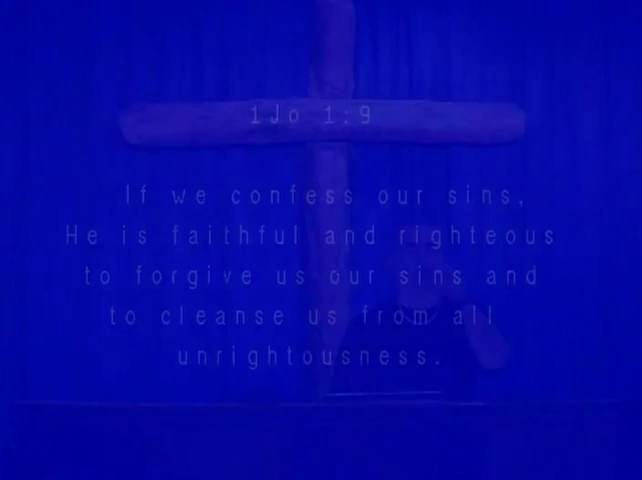 1Jo 1:9
If we confess our sins,
He is faithful and righteous
to forgive us our sins and
to cleanse us from all
unrightousness.